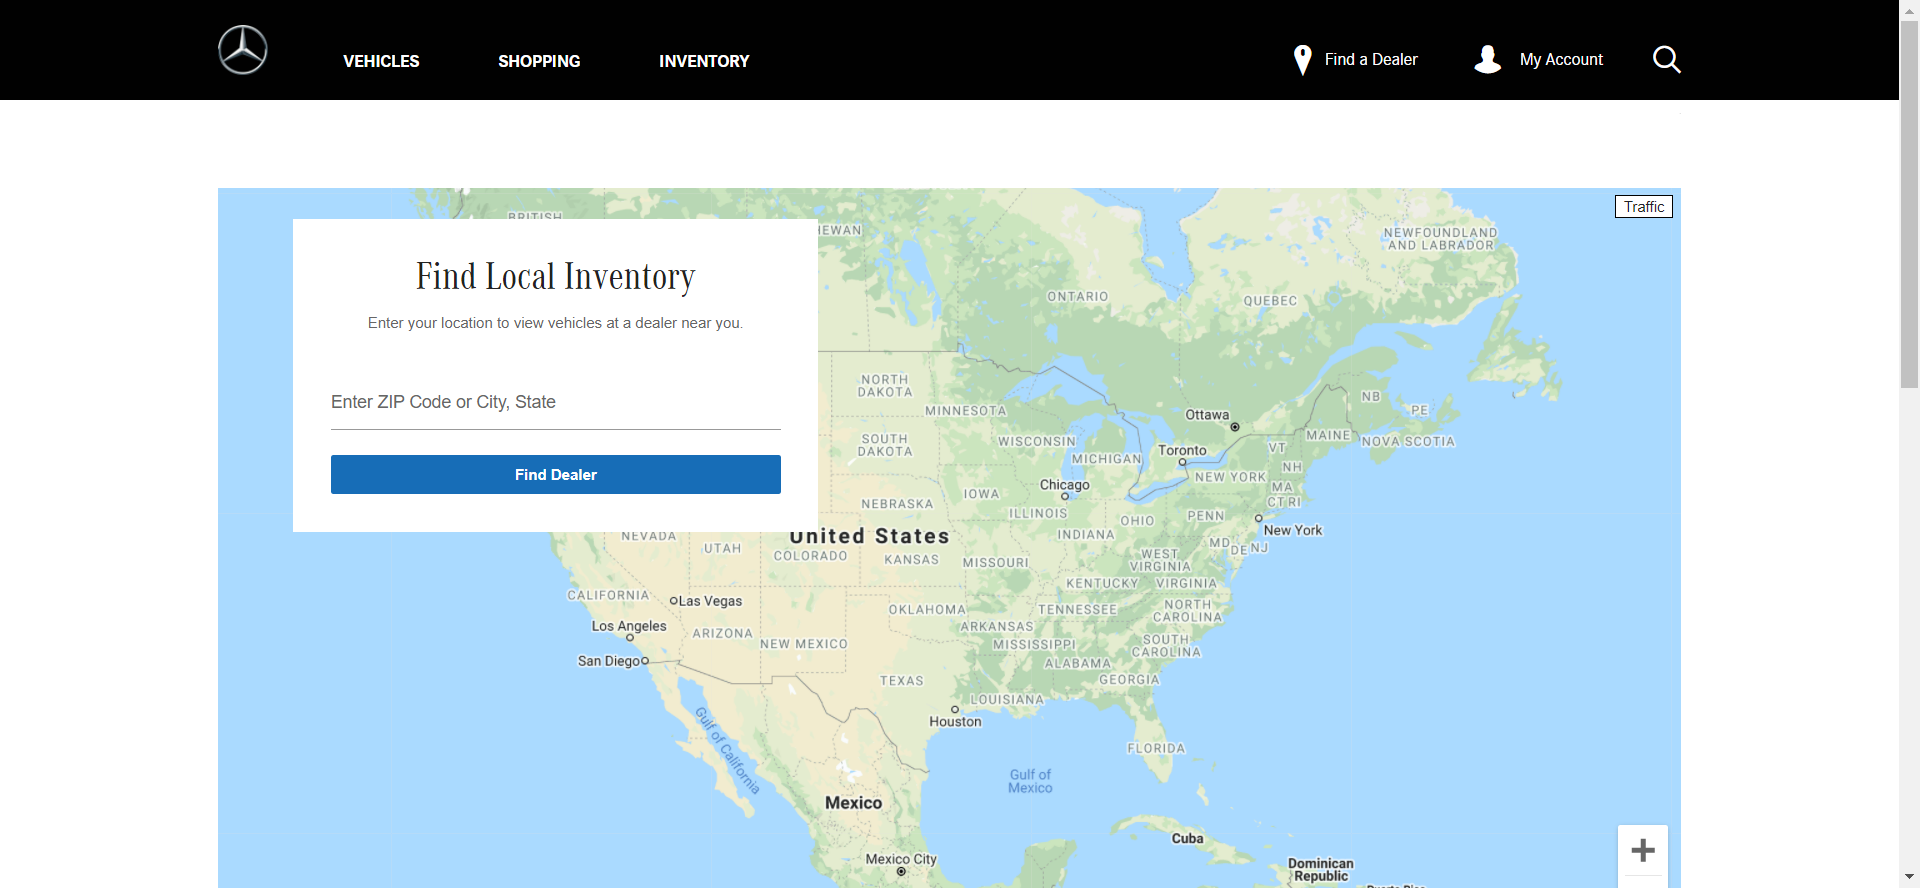 VEHICLES
SHOPPING
INVENTORY
Find a Dealer
My Account
Traffic
BRITISH
EWAN
NEWFOUNDLAND
AND LABRADOR
Find Local Inventory
Enter your location to view vehicles at a dealer near you.
Enter ZIP Code or City, State
Find Dealer
ONTARIO
QUEBEC
NORTH
DAKOTA
MINNESOTA
NB
PE
Ottawa
SOUTH
DAKOTA
WISCONSIN
MAINE
NOVA SCOTIA
MICHIGAN
Toronto
VT
NH
NEW YORK
MA
CT RI
Chicago
NEBRASKA
IOWA
ILLINOIS
OHIO
PENN
New York
NEVADA
UTAH
United States
COLORADO
KANSAS
MISSOURI
INDIANA
MD
DE
NJ
WEST
VIRGINIA
KENTUCKY
VIRGINIA
CALIFORNIA
Las Vegas
OKLAHOMA
TENNESSEE
NORTH
CAROLINA
Los Angeles
ARIZONA
NEW MEXICO
ARKANSAS
MISSISSIPPI
SOUTH
CAROLINA
San Diego
ALABAMA
TEXAS
GEORGIA
LOUISIANA
Houston
Gulf of California
FLORIDA
Gulf of
Mexico
Mexico
Cuba
Mexico City
Dominican
Republic
Puerto Rico